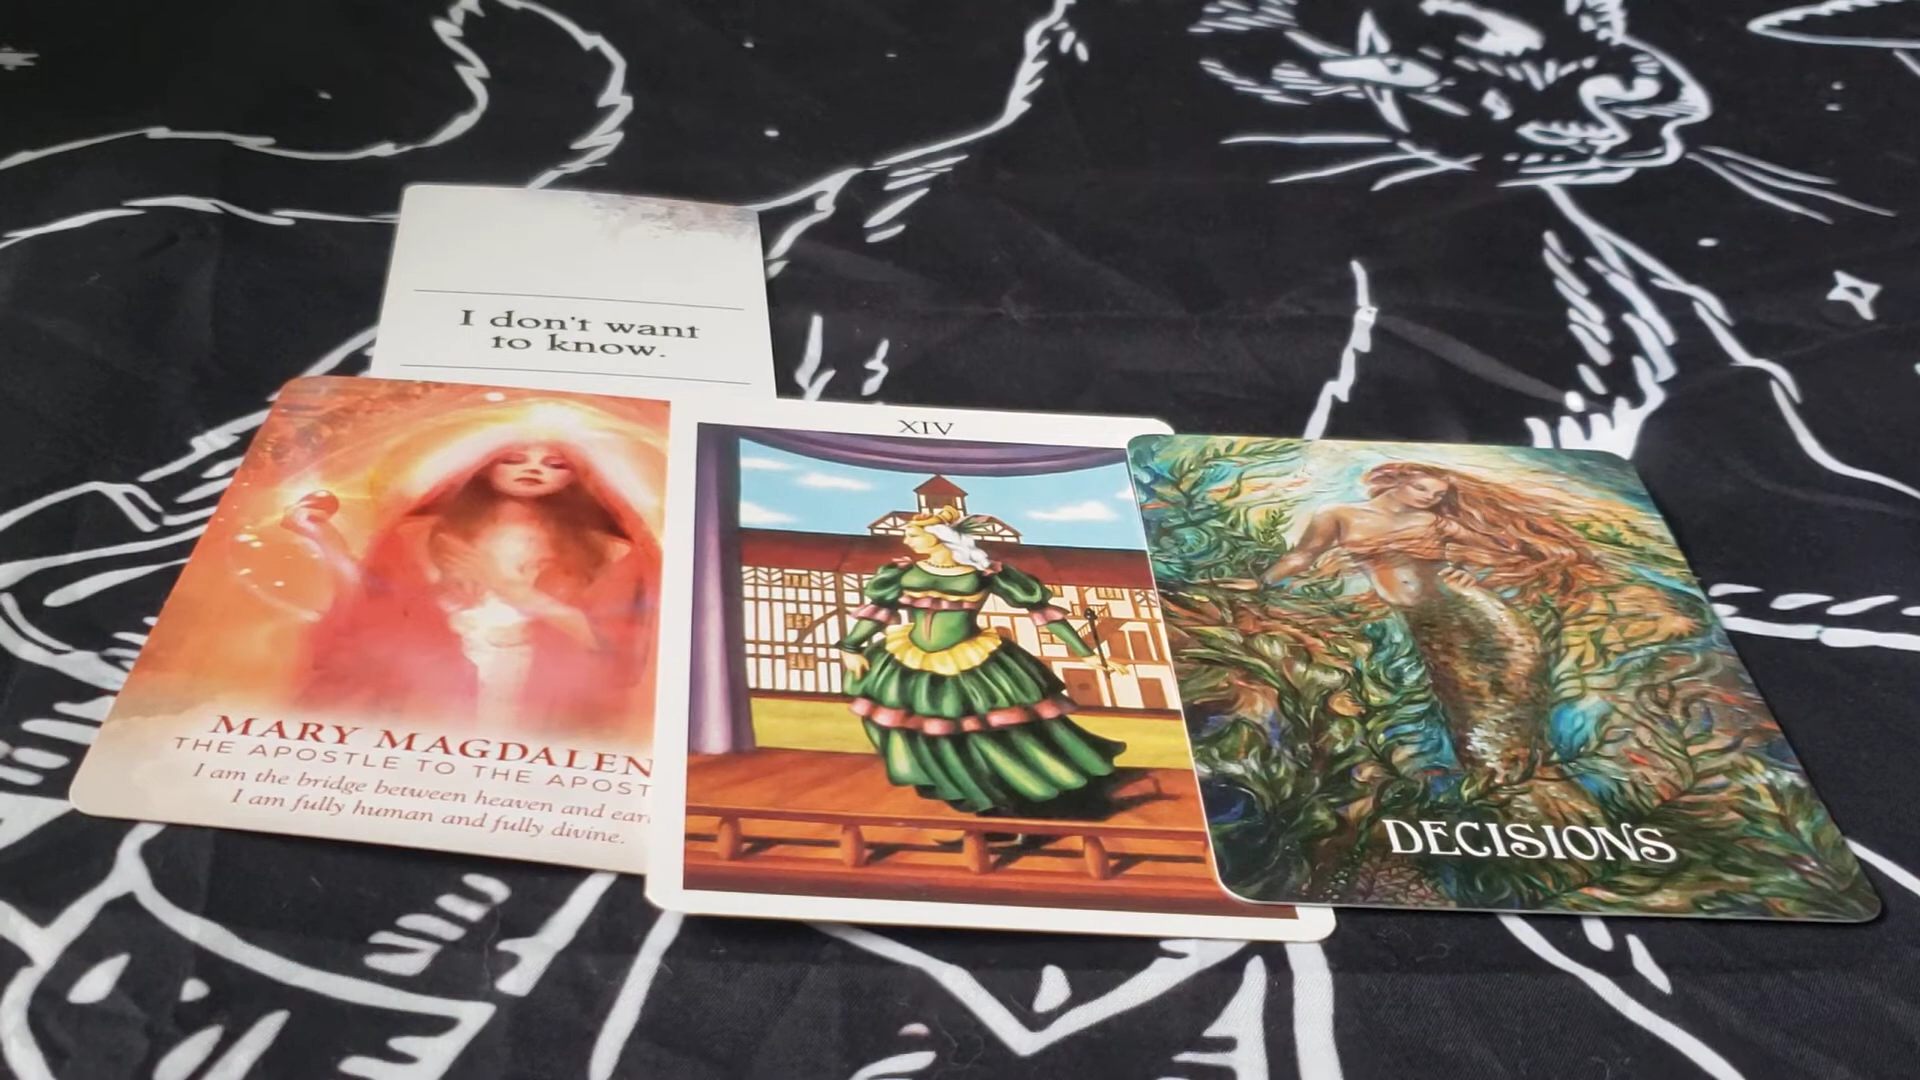 I don't want
to know.
MARY MAGDALEN
THE APOSTLE TO THE APOST
I am the bridge between heaven and ear
I am fully human and fully divine.
XIV
DECISIONS